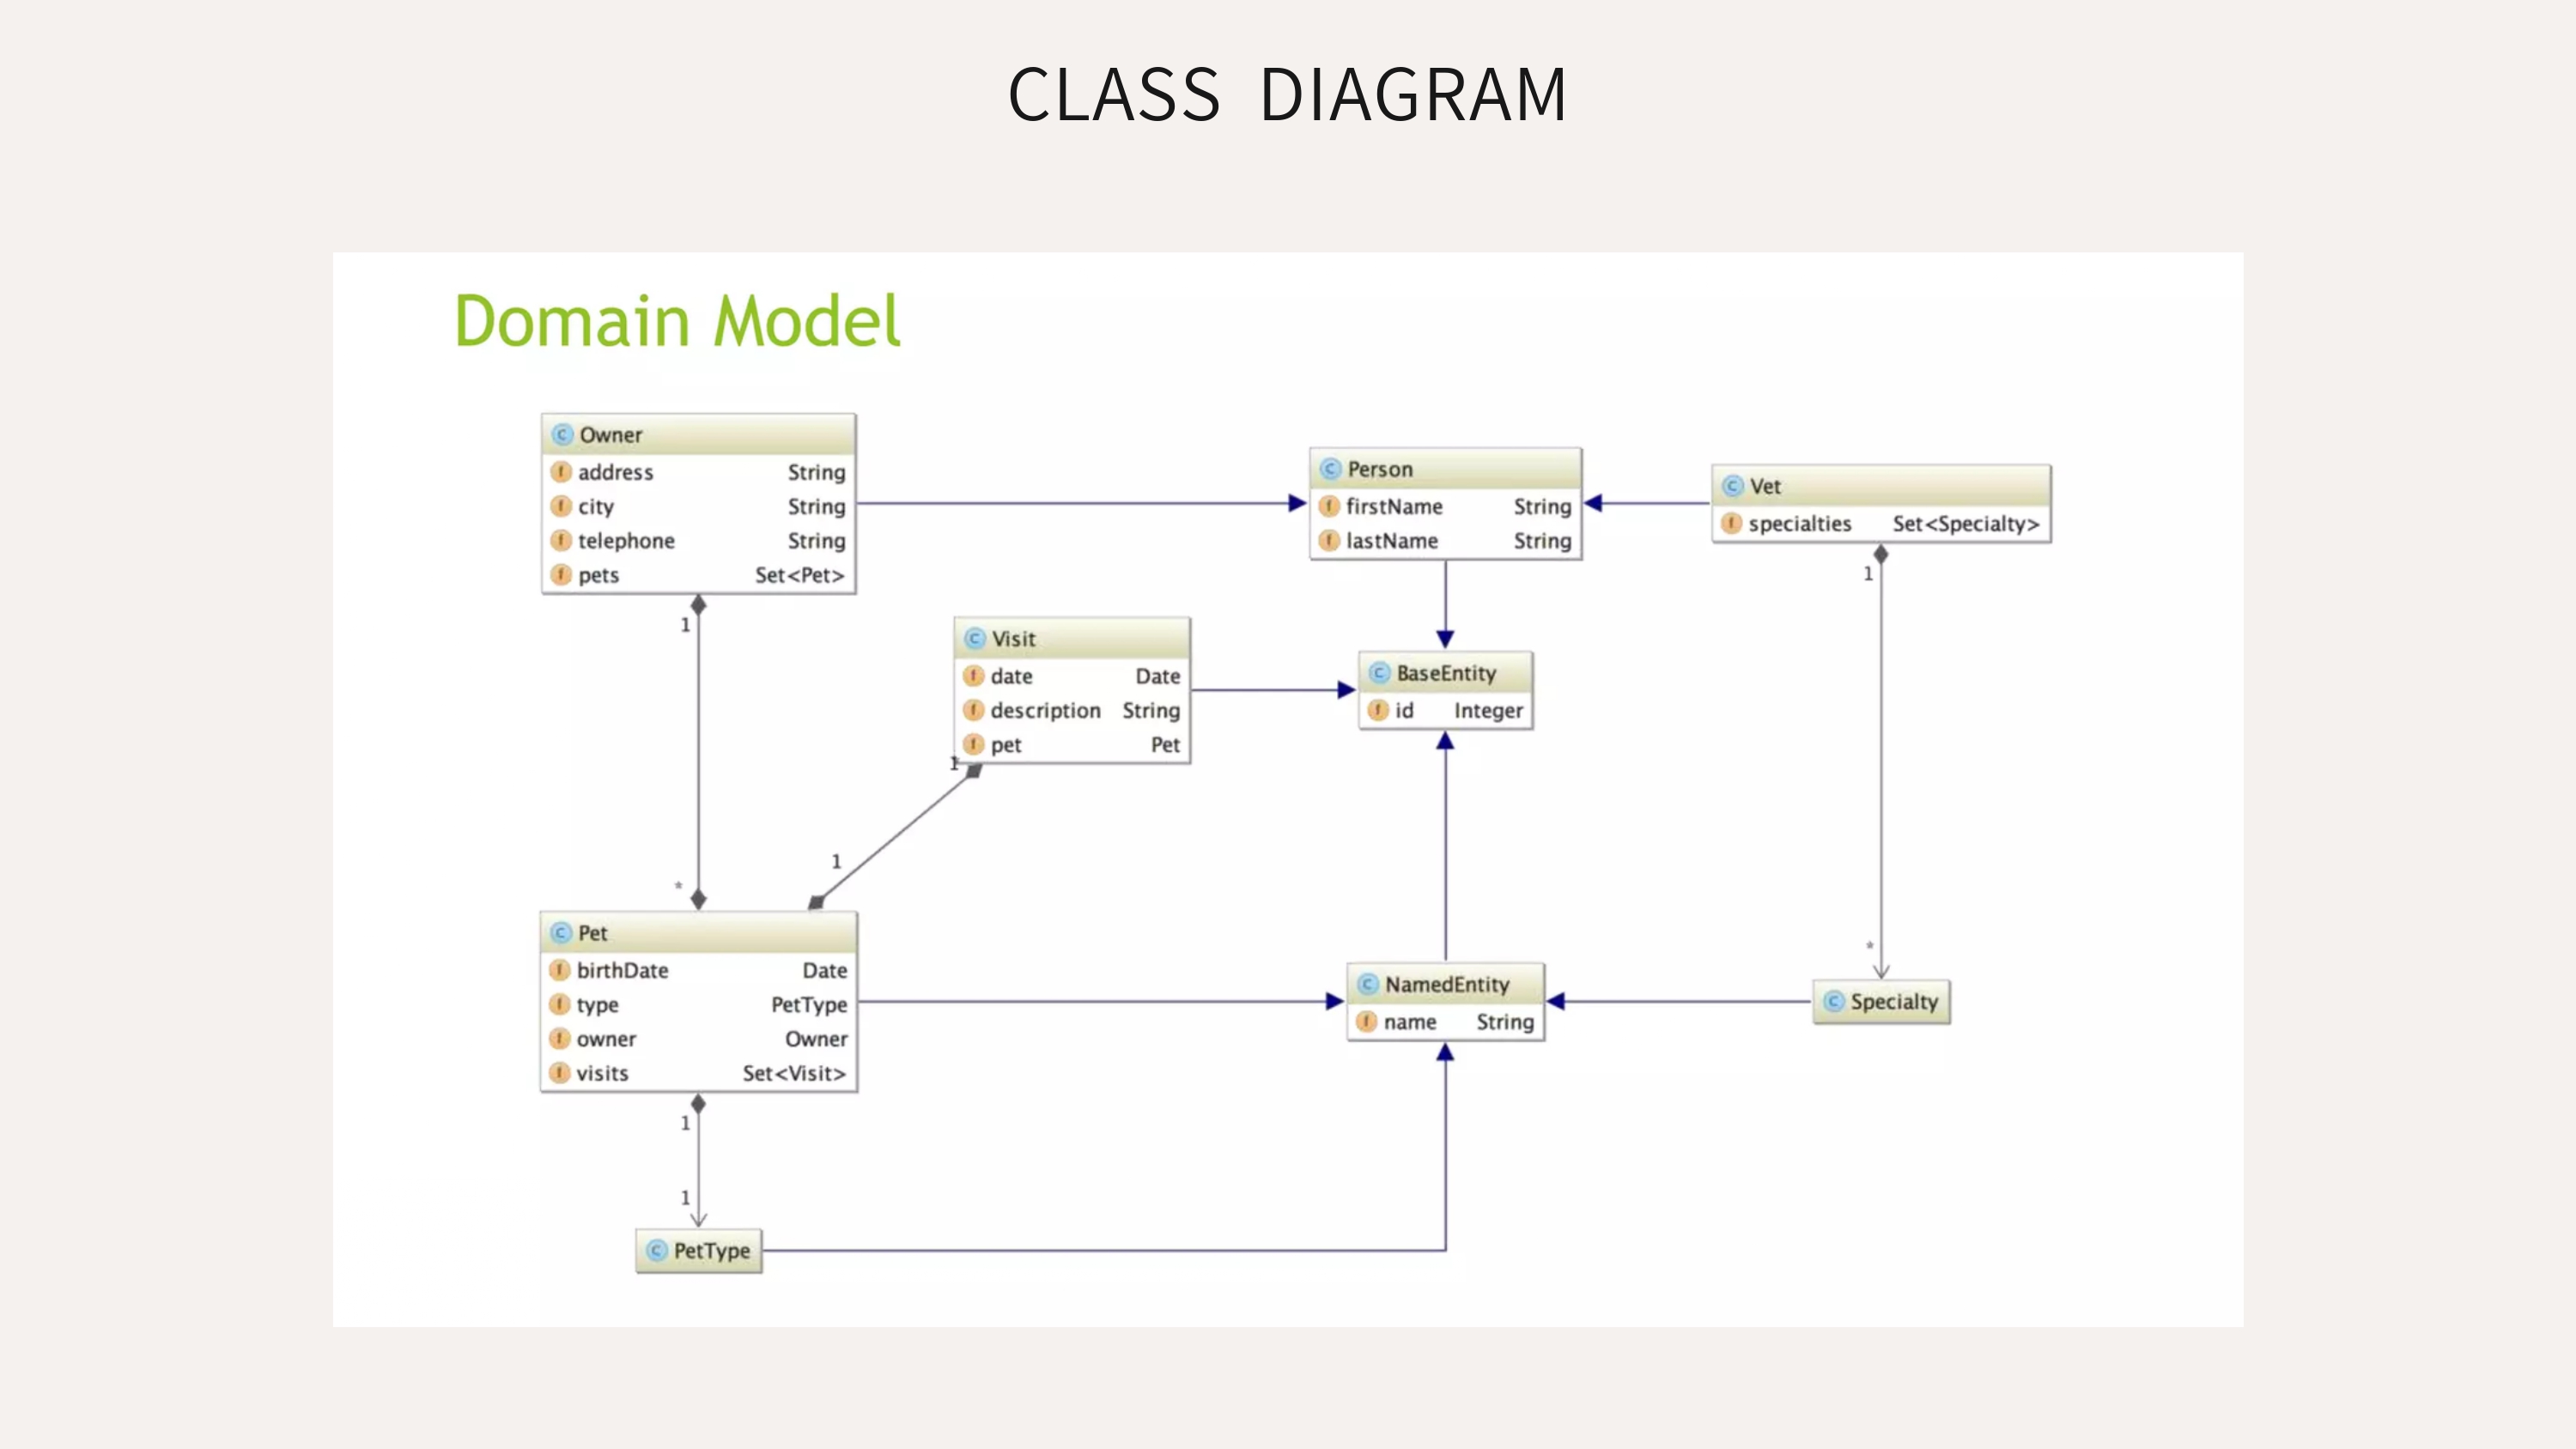 CLASS DIAGRAM
Domain Model
C Owner
f address String
f city String
f telephone String
f pets Set<Pet>
1
*
C Person
f firstName String
f lastName String
C Vet
f specialties Set<Specialty>
1
*
C Visit
f date Date
f description String
f pet Pet
1
1
C BaseEntity
f id Integer
C Pet
f birthDate Date
f type PetType
f owner Owner
f visits Set<Visit>
1
1
C NamedEntity
f name String
C Specialty
C PetType